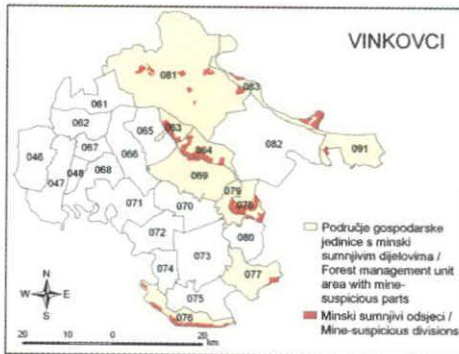 VINKOVCI
081
083
061
062
065
063
046
067
066
064
082
091
047
048
068
069
079
078
071
070
072
080
073
074
077
075
076
Područje gospodarske
jedinice s minski
sumnjivim dijelovima /
Forest management unit
area with mine-
suspicious parts
Minski sumnjivi odsjeci /
Mine-suspicious divisions
N
W E
S
20 0 20
km